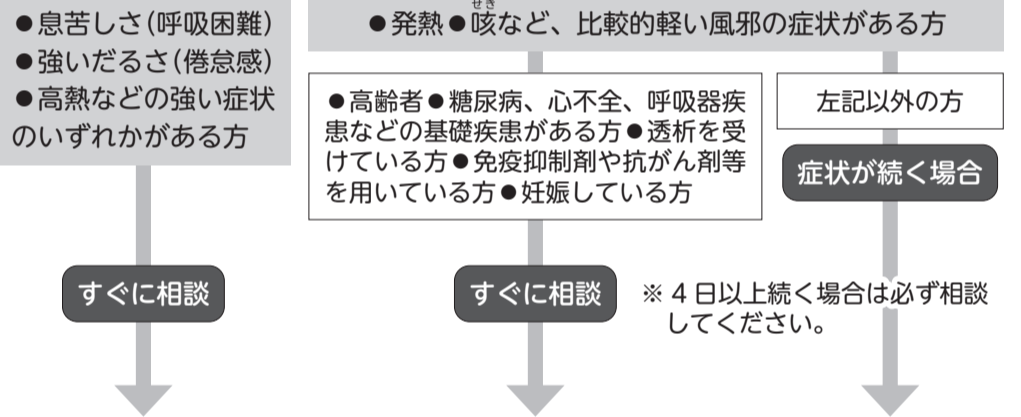 ●息苦しさ（呼吸困難）
●強いだるさ（倦怠感）
●高熱などの強い症状
のいずれかがある方
すぐに相談
せき
●発熱●咳など、比較的軽い風邪の症状がある方
●高齢者●糖尿病、心不全、呼吸器疾
患などの基礎疾患がある方●透析を受
けている方●免疫抑制剤や抗がん剤等
を用いている方●妊娠している方
すぐに相談
左記以外の方
症状が続く場合
※４日以上続く場合は必ず相談
してください。